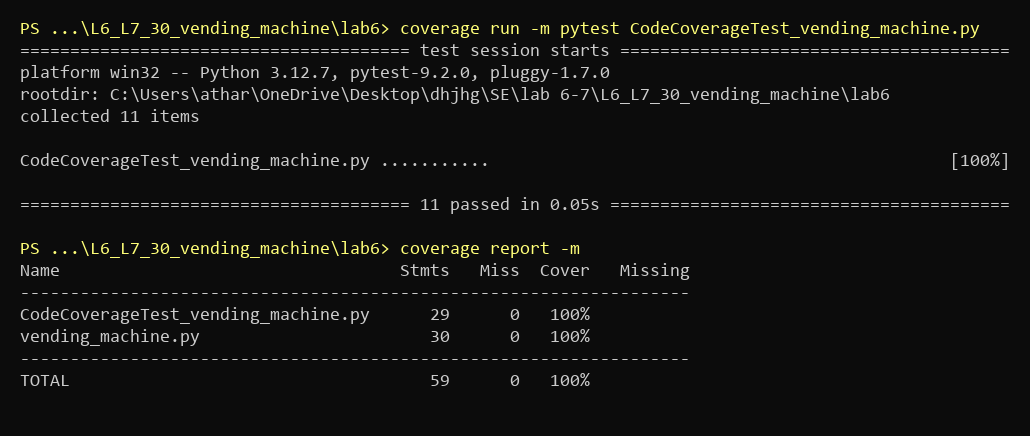 PS ...\L6_L7_30_vending_machine\lab6> coverage run -m pytest CodeCoverageTest_vending_machine.py
======================================= test session starts =======================================
platform win32 -- Python 3.12.7, pytest-9.2.0, pluggy-1.7.0
rootdir: C:\Users\athar\OneDrive\Desktop\dhjhg\SE\lab 6-7\L6_L7_30_vending_machine\lab6
collected 11 items
CodeCoverageTest_vending_machine.py ...........                                              [100%]
======================================= 11 passed in 0.05s ========================================
PS ...\L6_L7_30_vending_machine\lab6> coverage report -m
Name                                  Stmts   Miss  Cover   Missing
-------------------------------------------------------------------
CodeCoverageTest_vending_machine.py      29      0   100%
vending_machine.py                       30      0   100%
-------------------------------------------------------------------
TOTAL                                    59      0   100%